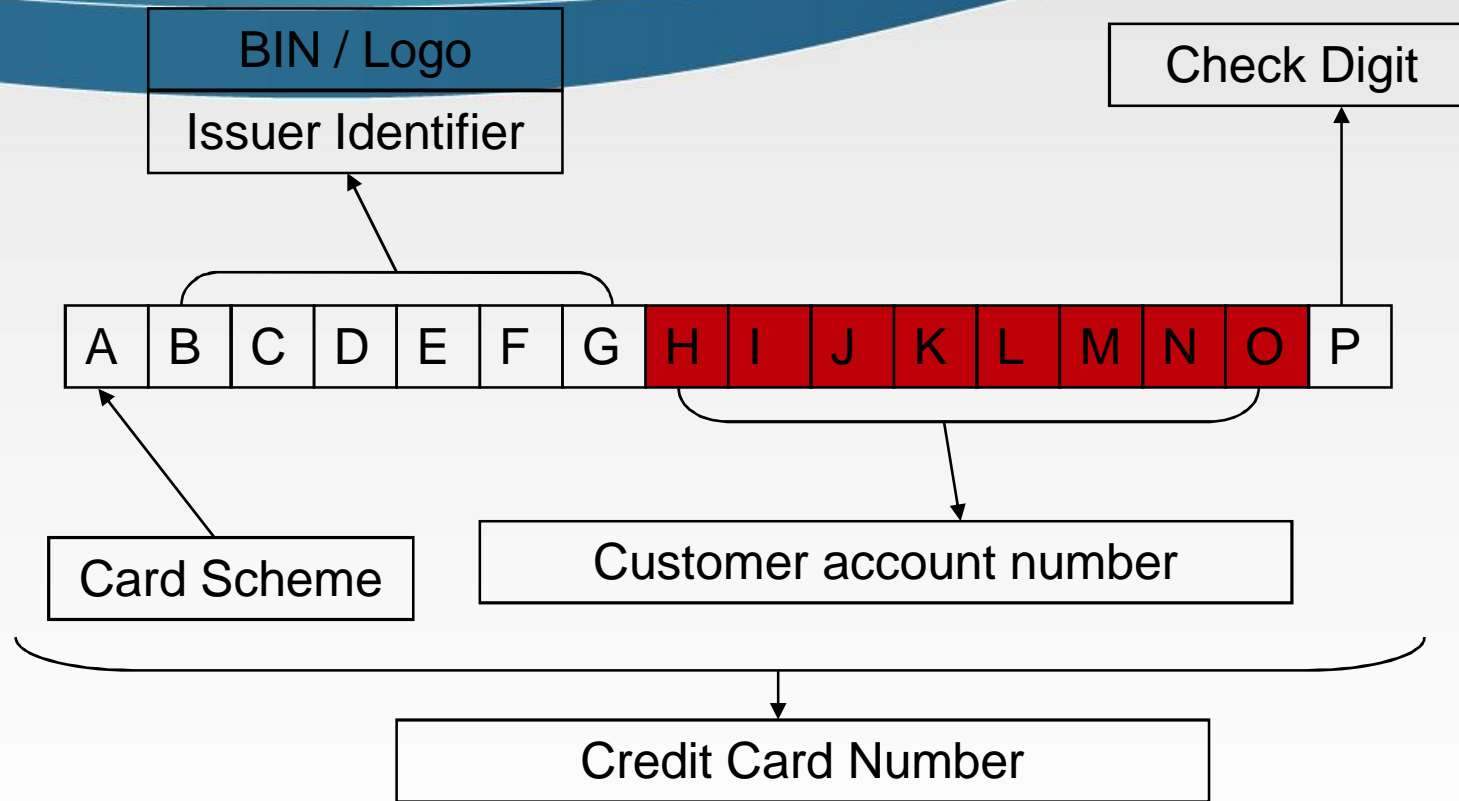 BIN / Logo
Check Digit
Issuer Identifier
A B C D E F G H I J K L M N O P
Card Scheme
Customer account number
Credit Card Number